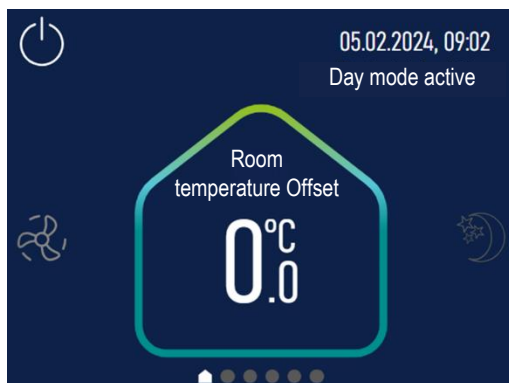 05.02.2024, 09:02
Day mode active
Room
temperature Offset
0.0 °C